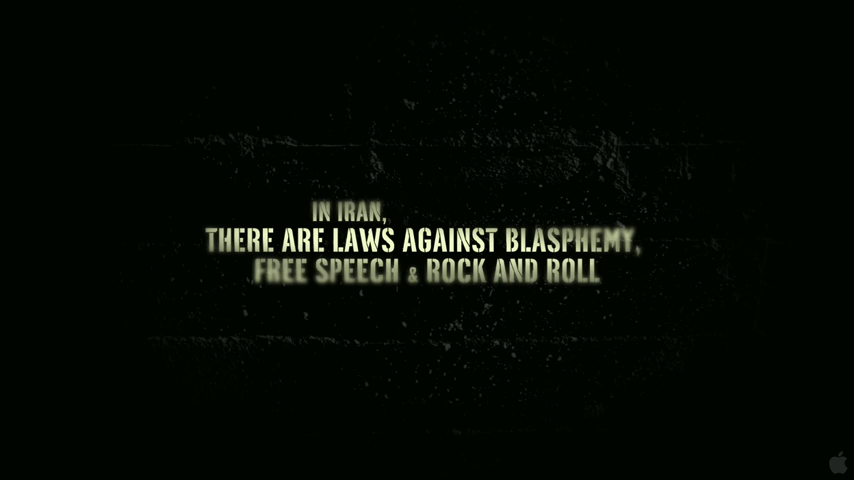 IN IRAN,
THERE ARE LAWS AGAINST BLASPHEMY,
FREE SPEECH & ROCK AND ROLL